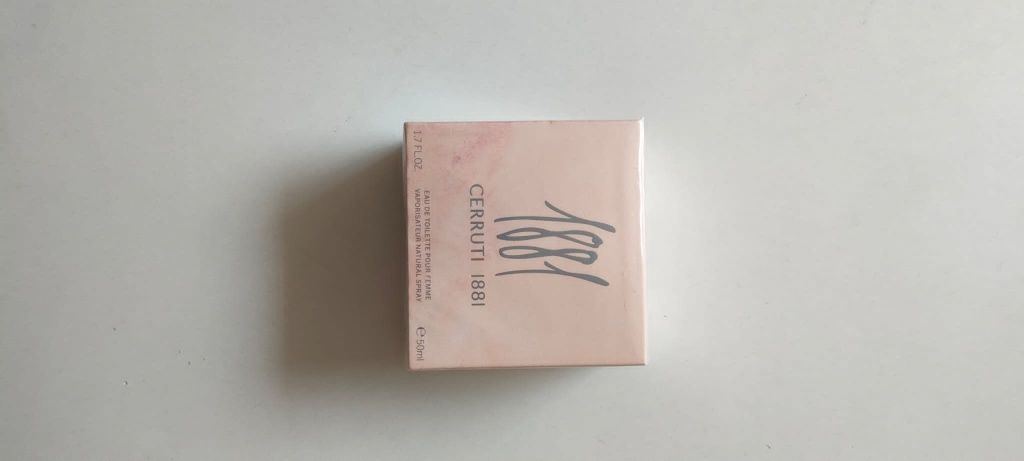 1881
CERRUTI 1881
EAU DE TOILETTE POUR FEMME
VAPORISATEUR NATURAL SPRAY
1.7 FL.OZ
℮50ml